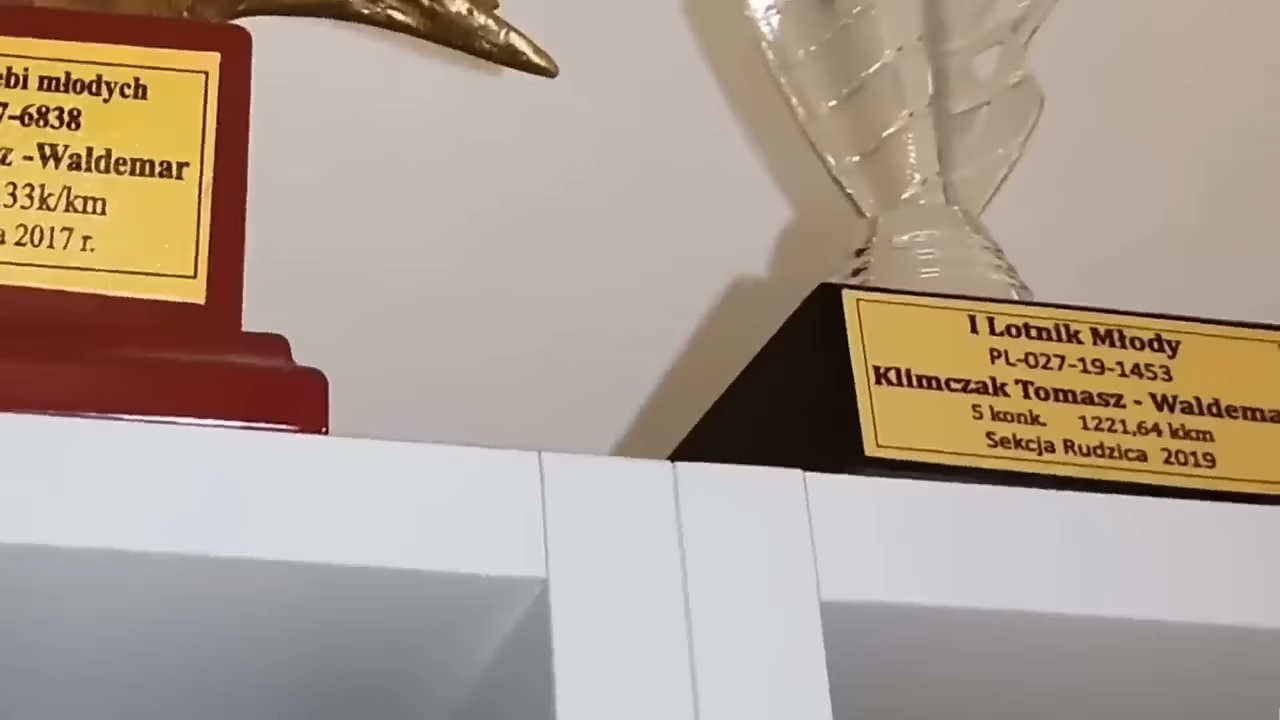 ebi młodych
7-6838
z -Waldemar
33k/km
a 2017 r.
I Lotnik Młody
PL-027-19-1453
Klimczak Tomasz - Waldema
5 konk. 1221,64 kkm
Sekcja Rudzica 2019